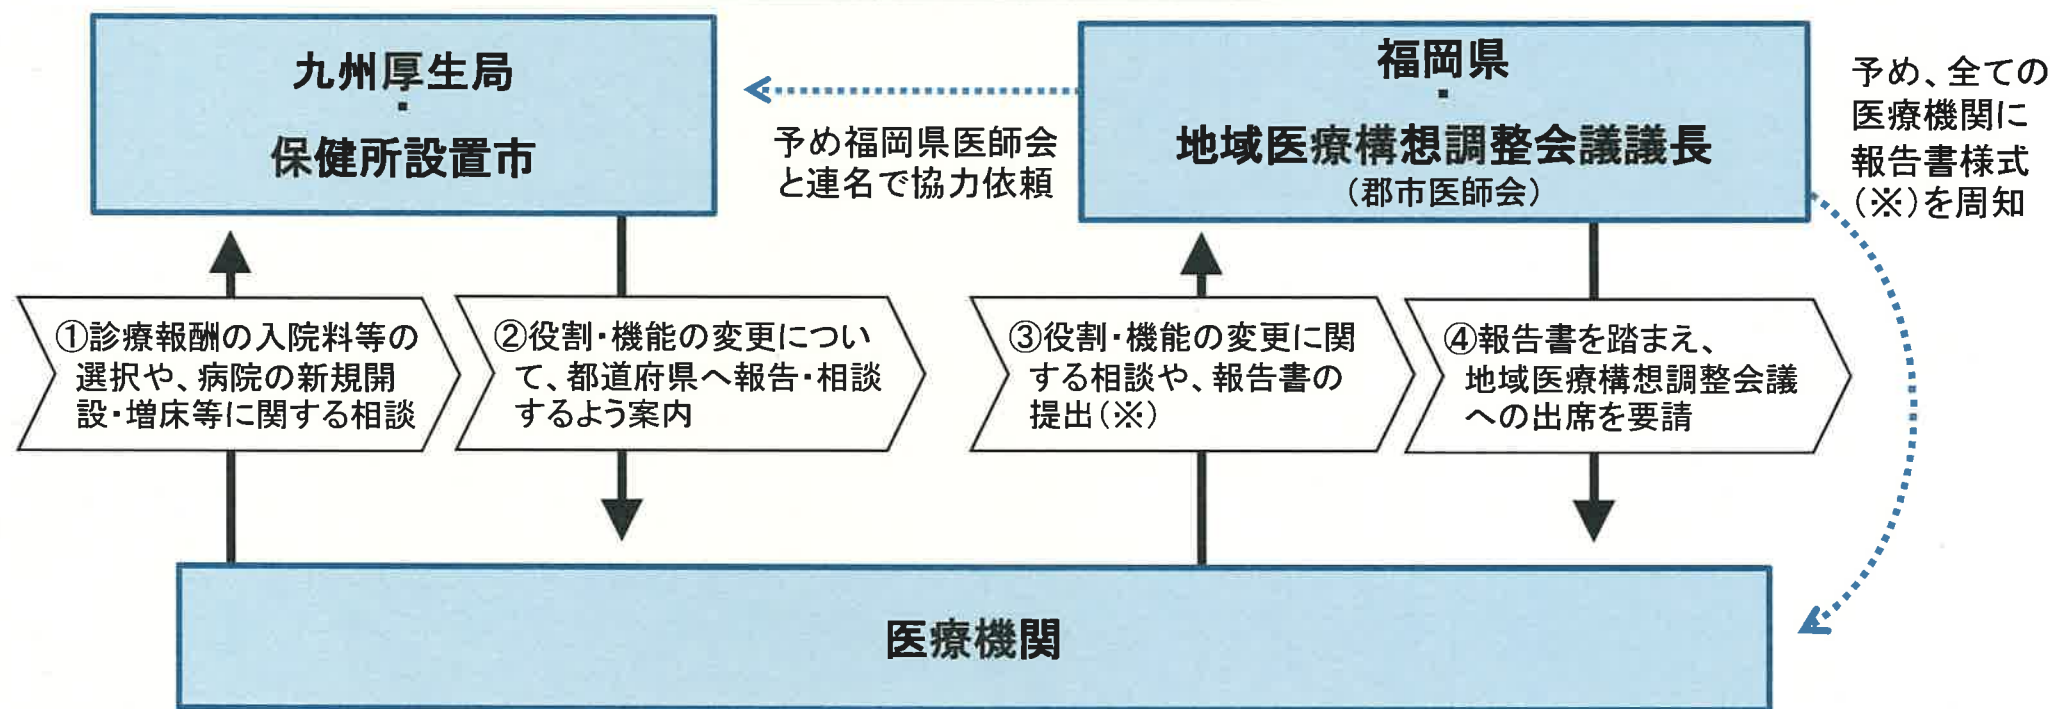 九州厚生局
・
保健所設置市
予め福岡県医師会
と連名で協力依頼
福岡県
・
地域医療構想調整会議議長
(郡市医師会)
予め、全ての
医療機関に
報告書様式
(※)を周知
①診療報酬の入院料等の
選択や、病院の新規開
設・増床等に関する相談
②役割・機能の変更につい
て、都道府県へ報告・相談
するよう案内
③役割・機能の変更に関
する相談や、報告書の
提出(※)
④報告書を踏まえ、
地域医療構想調整会議
への出席を要請
医療機関